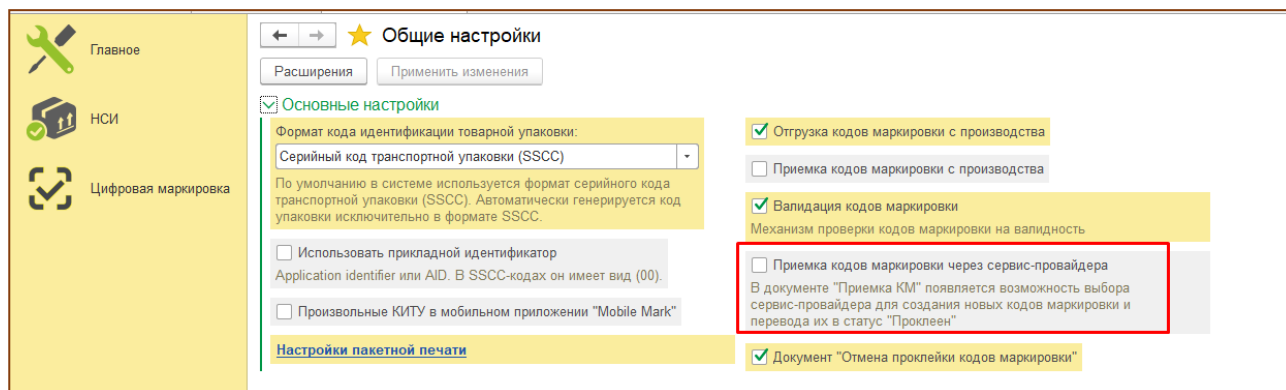 Главное
НСИ
Цифровая маркировка
Общие настройки
Расширения
Применить изменения
Основные настройки
Формат кода идентификации товарной упаковки:
Серийный код транспортной упаковки (SSCC)
По умолчанию в системе используется формат серийного кода
транспортной упаковки (SSCC). Автоматически генерируется код
упаковки исключительно в формате SSCC.
Использовать прикладной идентификатор
Application identifier или AID. В SSCC-кодах он имеет вид (00).
Произвольные КИТУ в мобильном приложении "Mobile Mark"
Настройки пакетной печати
Отгрузка кодов маркировки с производства
Приемка кодов маркировки с производства
Валидация кодов маркировки
Механизм проверки кодов маркировки на валидность
Приемка кодов маркировки через сервис-провайдера
В документе "Приемка КМ" появляется возможность выбора
сервис-провайдера для создания новых кодов маркировки и
перевода их в статус "Проклеен"
Документ "Отмена проклейки кодов маркировки"